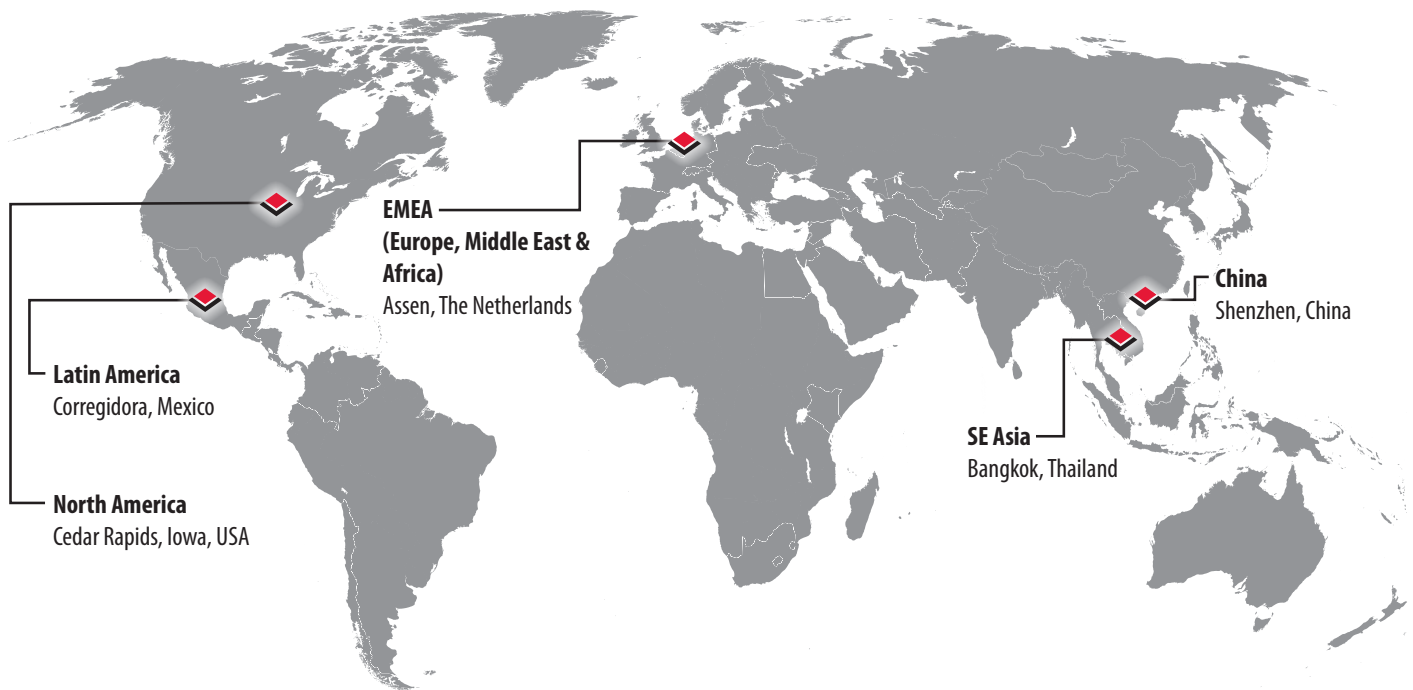 EMEA
(Europe, Middle East &
Africa)
Assen, The Netherlands
China
Shenzhen, China
Latin America
Corregidora, Mexico
SE Asia
Bangkok, Thailand
North America
Cedar Rapids, Iowa, USA